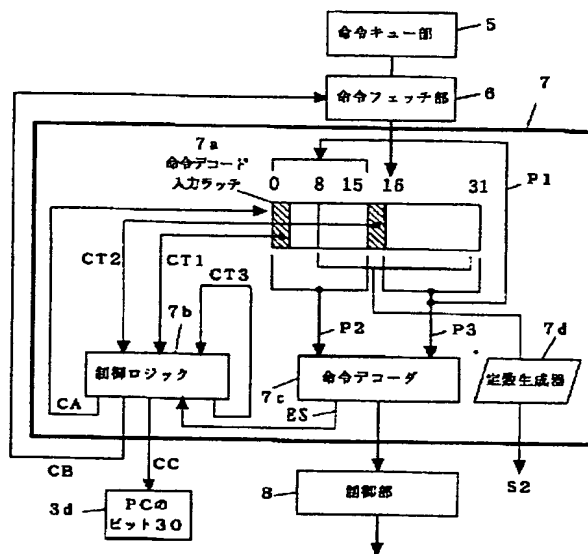 命令キュー部
5
命令フェッチ部
6
7
7a
命令デコード
入力ラッチ
0 8 15 16 31
P1
CT2
CT1
CT3
7b
制御ロジック
P2
P3
7c
命令デコーダ
7d
定数生成器
CA
ES
CB
CC
S2
3d
PCの
ビット30
8
制御部